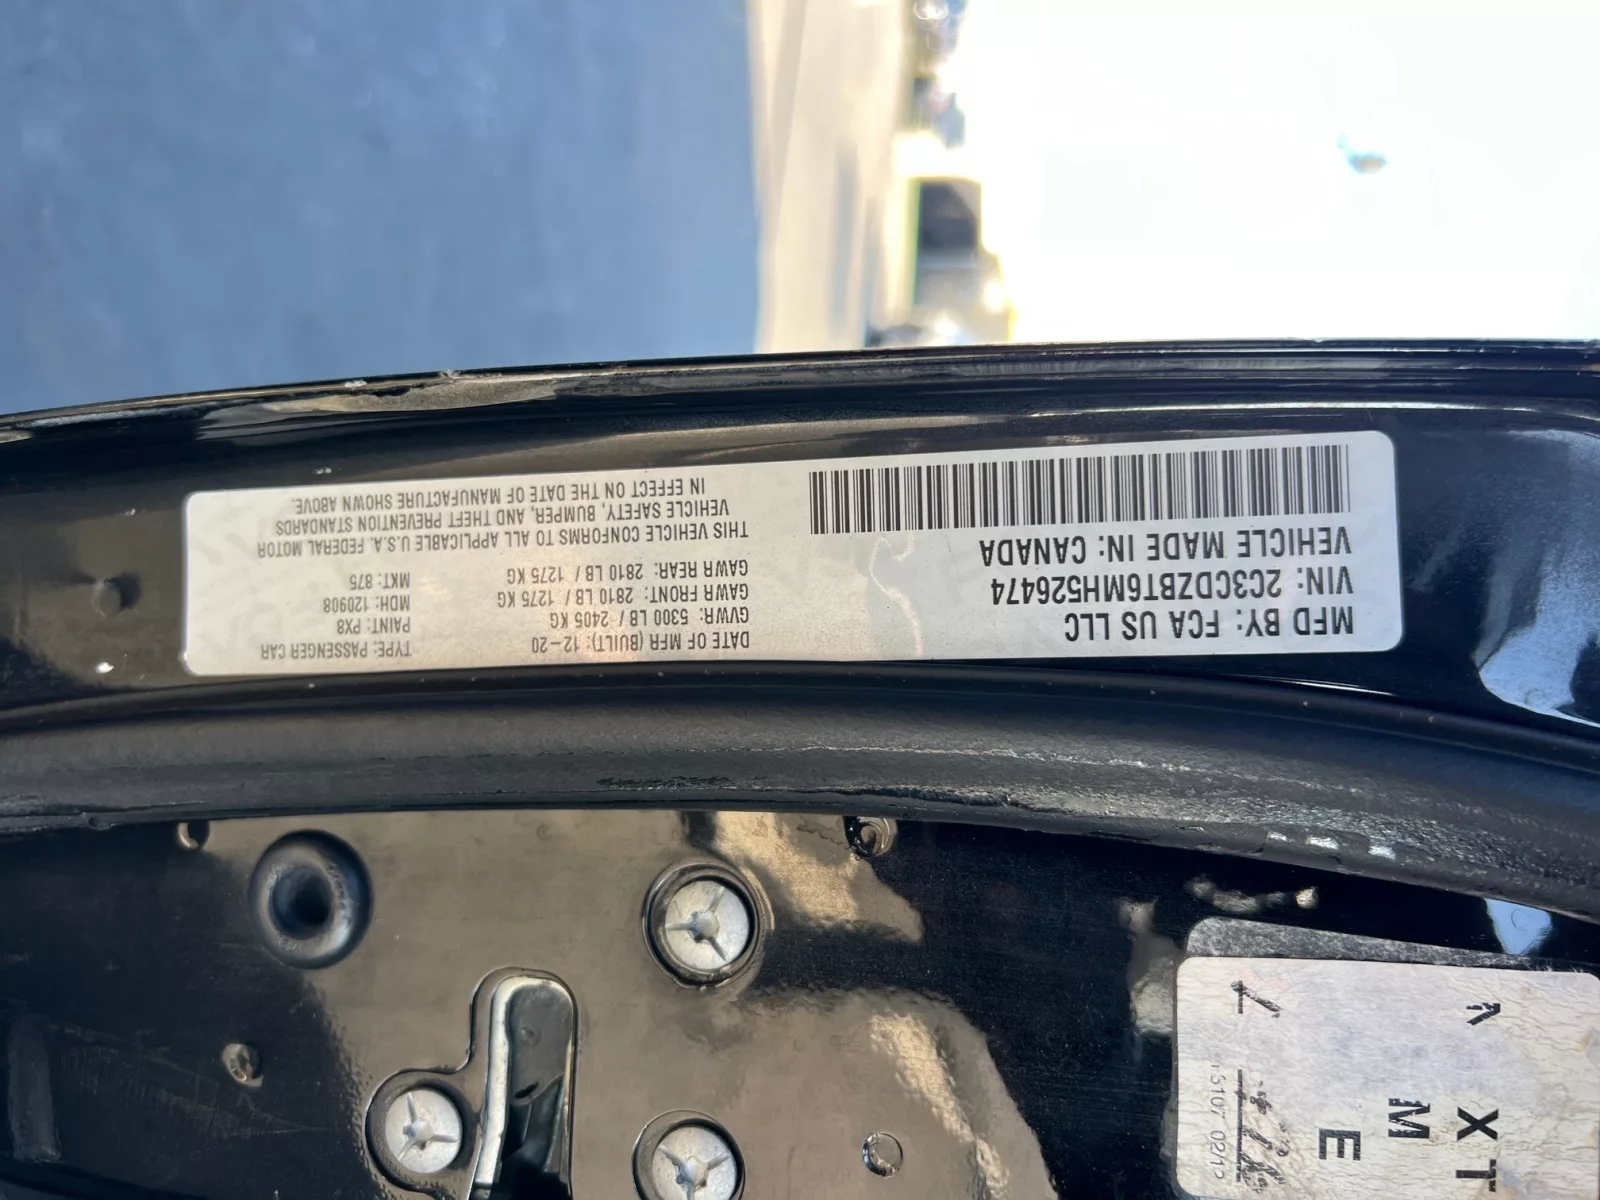 MFD BY: FCA US LLC
VIN: 2C3CDZBT6MH526474
VEHICLE MADE IN: CANADA
DATE OF MFR (BUILT): 12-20
GVWR: 5300 LB / 2405 KG
GAWR FRONT: 2810 LB / 1275 KG
GAWR REAR: 2810 LB / 1275 KG
TYPE: PASSENGER CAR
PAINT: PX8
MDH: 120908
MKT: 875
THIS VEHICLE CONFORMS TO ALL APPLICABLE U.S.A. FEDERAL MOTOR
VEHICLE SAFETY, BUMPER, AND THEFT PREVENTION STANDARDS
IN EFFECT ON THE DATE OF MANUFACTURE SHOWN ABOVE.
XT
M
E